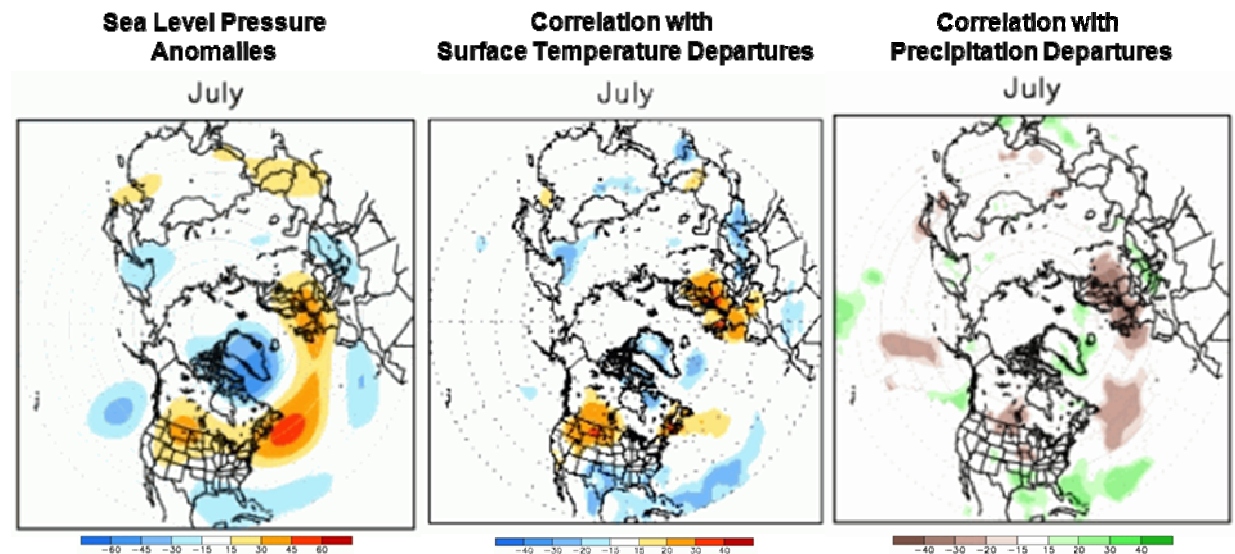 Sea Level Pressure
Anomalies
July
-60 -45 -30 -15 15 30 45 60
Correlation with
Surface Temperature Departures
July
-40 -30 -20 -15 15 20 30 40
Correlation with
Precipitation Departures
July
-40 -30 -20 -15 15 20 30 40